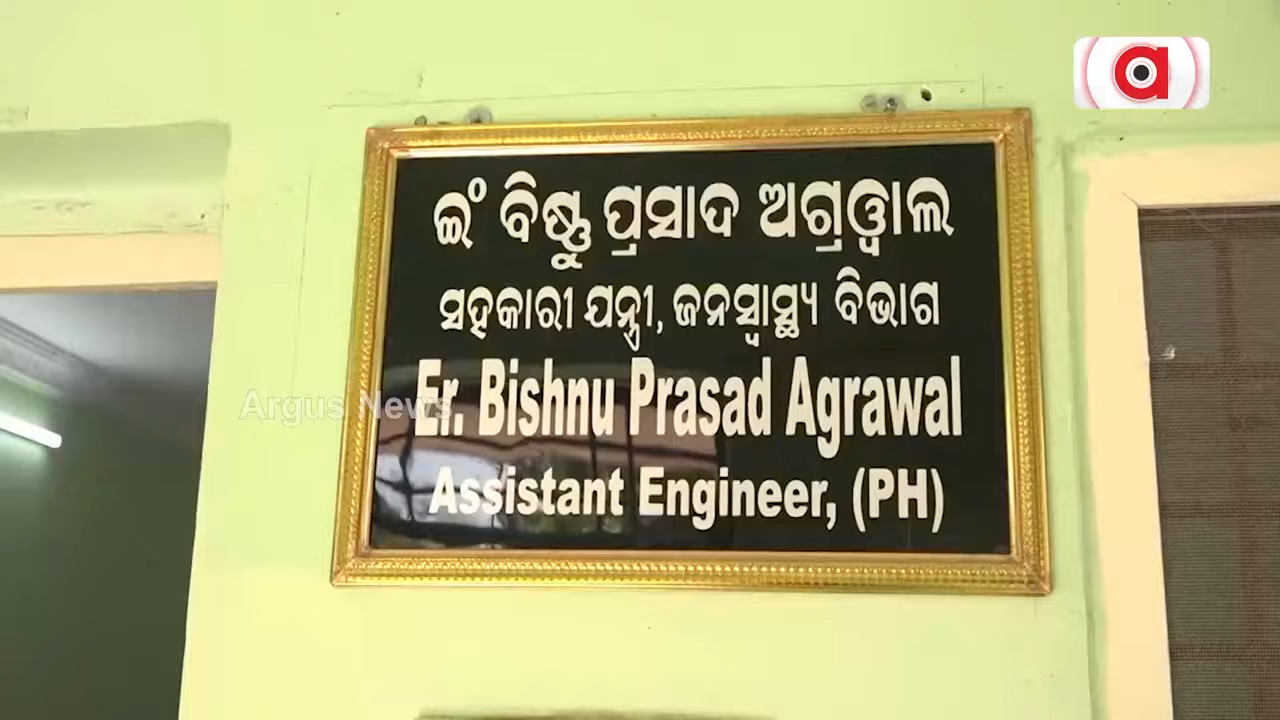 ଇଂ ବିଷ୍ଣୁ ପ୍ରସାଦ ଅଗ୍ରୱାଲ
ସହକାରୀ ଯନ୍ତ୍ରୀ, ଜନସ୍ୱାସ୍ଥ୍ୟ ବିଭାଗ
Er. Bishnu Prasad Agrawal
Assistant Engineer, (PH)
Argus News
a